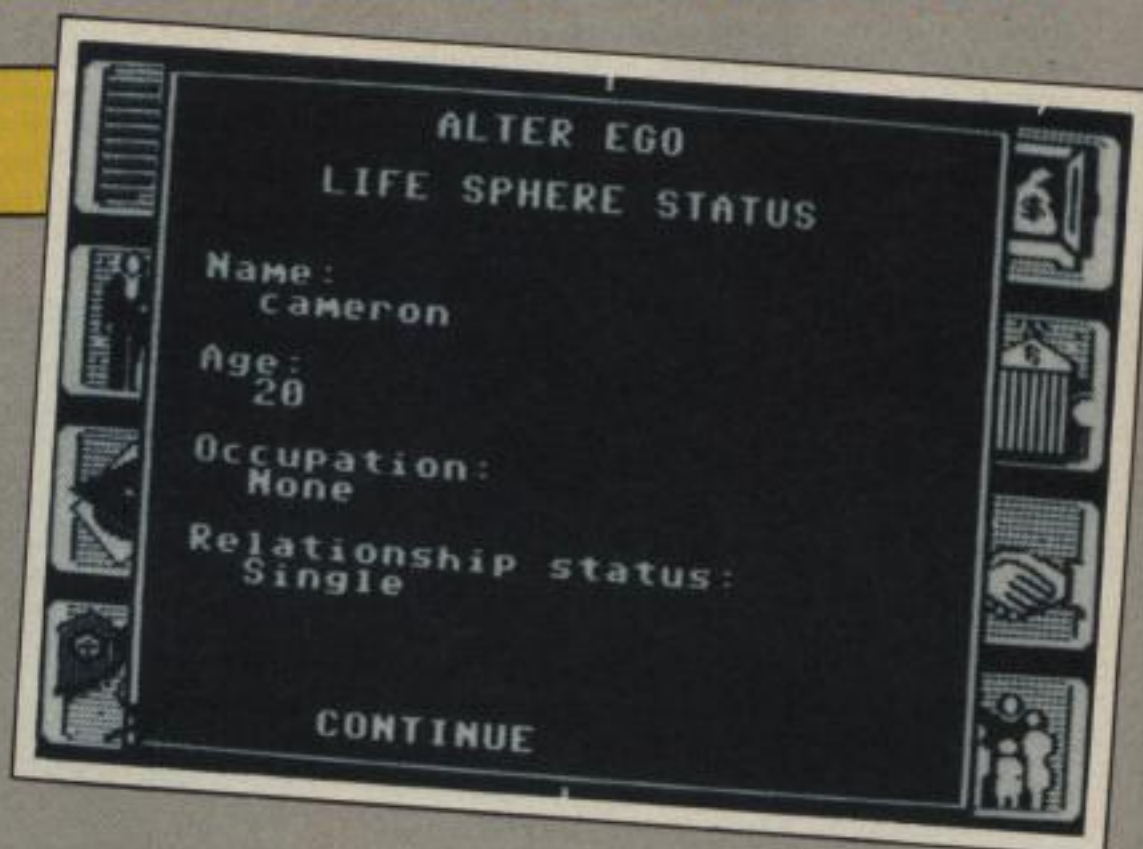 ALTER EGO
LIFE SPHERE STATUS
Name:
cameron
Age:
20
Occupation:
None
Relationship status:
Single
CONTINUE
$
$